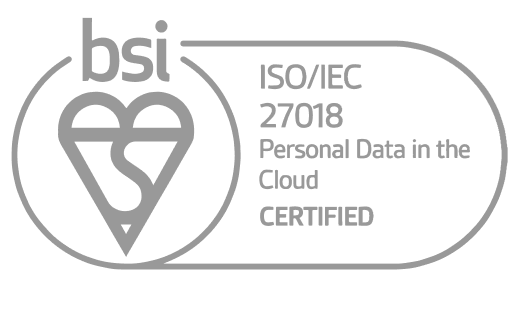 bsi
ISO/IEC
27018
Personal Data in the
Cloud
CERTIFIED